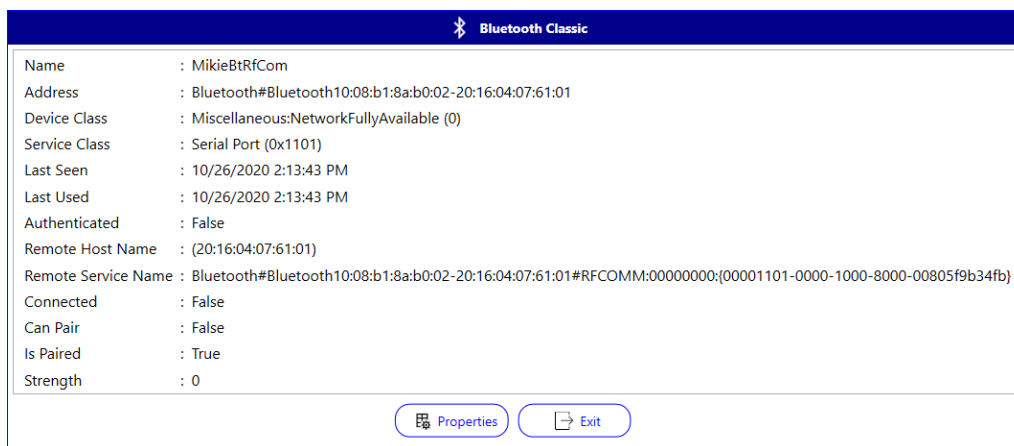 Bluetooth Classic
Name : MikieBtRfCom
Address : Bluetooth#Bluetooth10:08:b1:8a:b0:02-20:16:04:07:61:01
Device Class : Miscellaneous:NetworkFullyAvailable (0)
Service Class : Serial Port (0x1101)
Last Seen : 10/26/2020 2:13:43 PM
Last Used : 10/26/2020 2:13:43 PM
Authenticated : False
Remote Host Name : (20:16:04:07:61:01)
Remote Service Name : Bluetooth#Bluetooth10:08:b1:8a:b0:02-20:16:04:07:61:01#RFCOMM:00000000:{00001101-0000-1000-8000-00805f9b34fb}
Connected : False
Can Pair : False
Is Paired : True
Strength : 0
Properties Exit